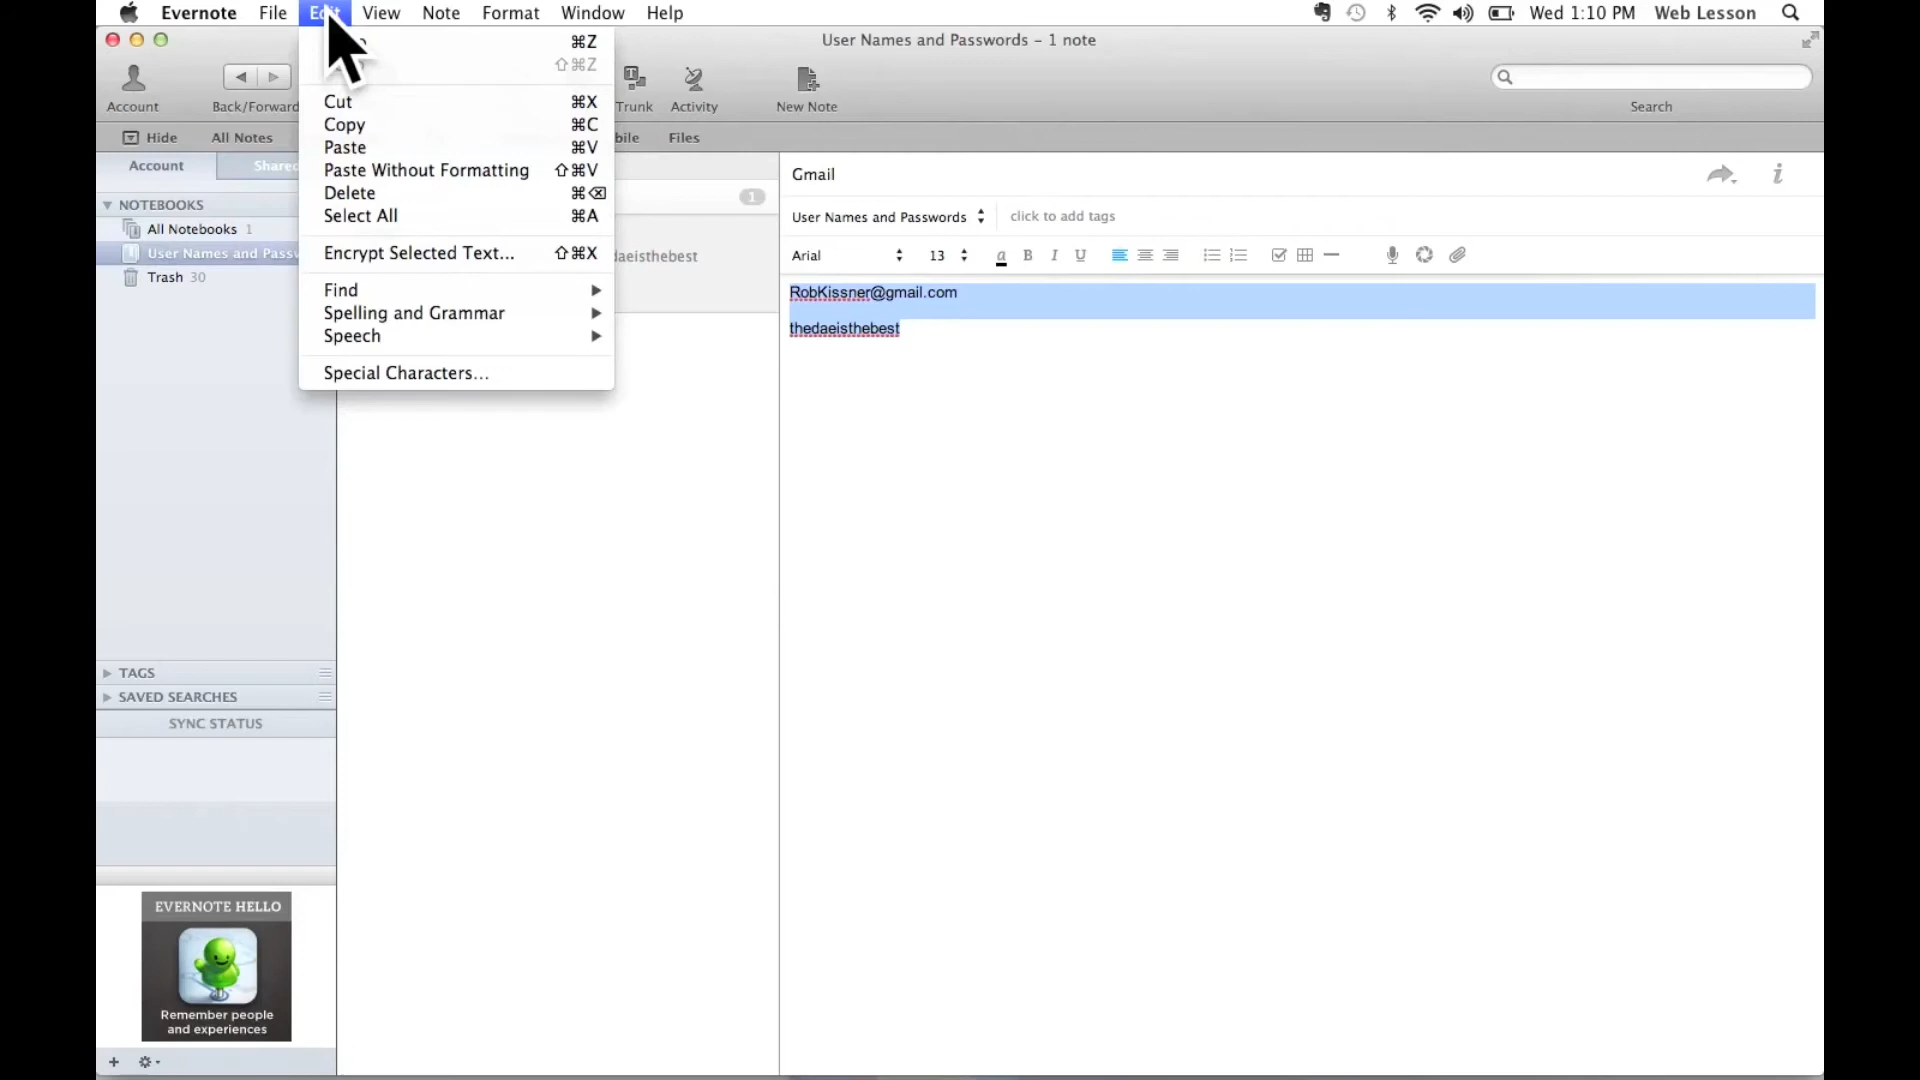 Evernote File Edit View Note Format Window Help Wed 1:10 PM Web Lesson
User Names and Passwords – 1 note
⌘Z
⇧⌘Z
Account Back/Forward Trunk Activity New Note Search
Cut ⌘X
Copy ⌘C
Paste ⌘V
Paste Without Formatting ⇧⌘V
Delete ⌘⌫
Select All ⌘A
Encrypt Selected Text... ⇧⌘X
Find
Spelling and Grammar
Speech
Special Characters...
Hide All Notes Files
Account Shared
NOTEBOOKS
All Notebooks 1
User Names and Passw
Trash 30
1
daeisthebest
Gmail
User Names and Passwords click to add tags
Arial 13 a B I U
RobKissner@gmail.com
thedaeisthebest
TAGS
SAVED SEARCHES
SYNC STATUS
EVERNOTE HELLO
Remember people
and experiences